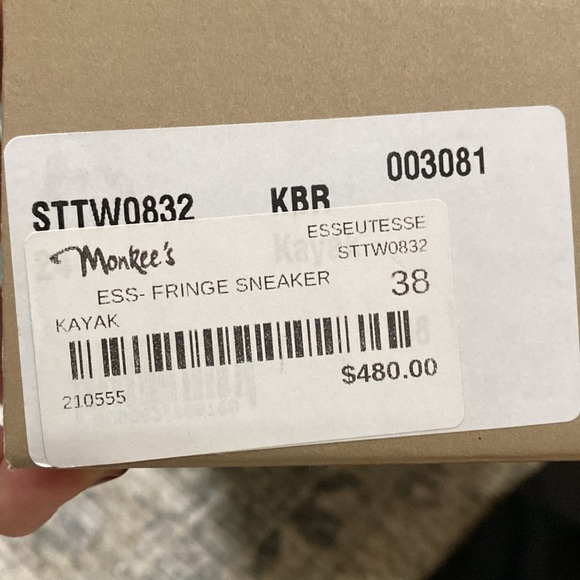 003081
STTW0832 KBR
Monkee's
ESSEUTESSE
STTW0832
ESS- FRINGE SNEAKER
38
KAYAK
$480.00
210555